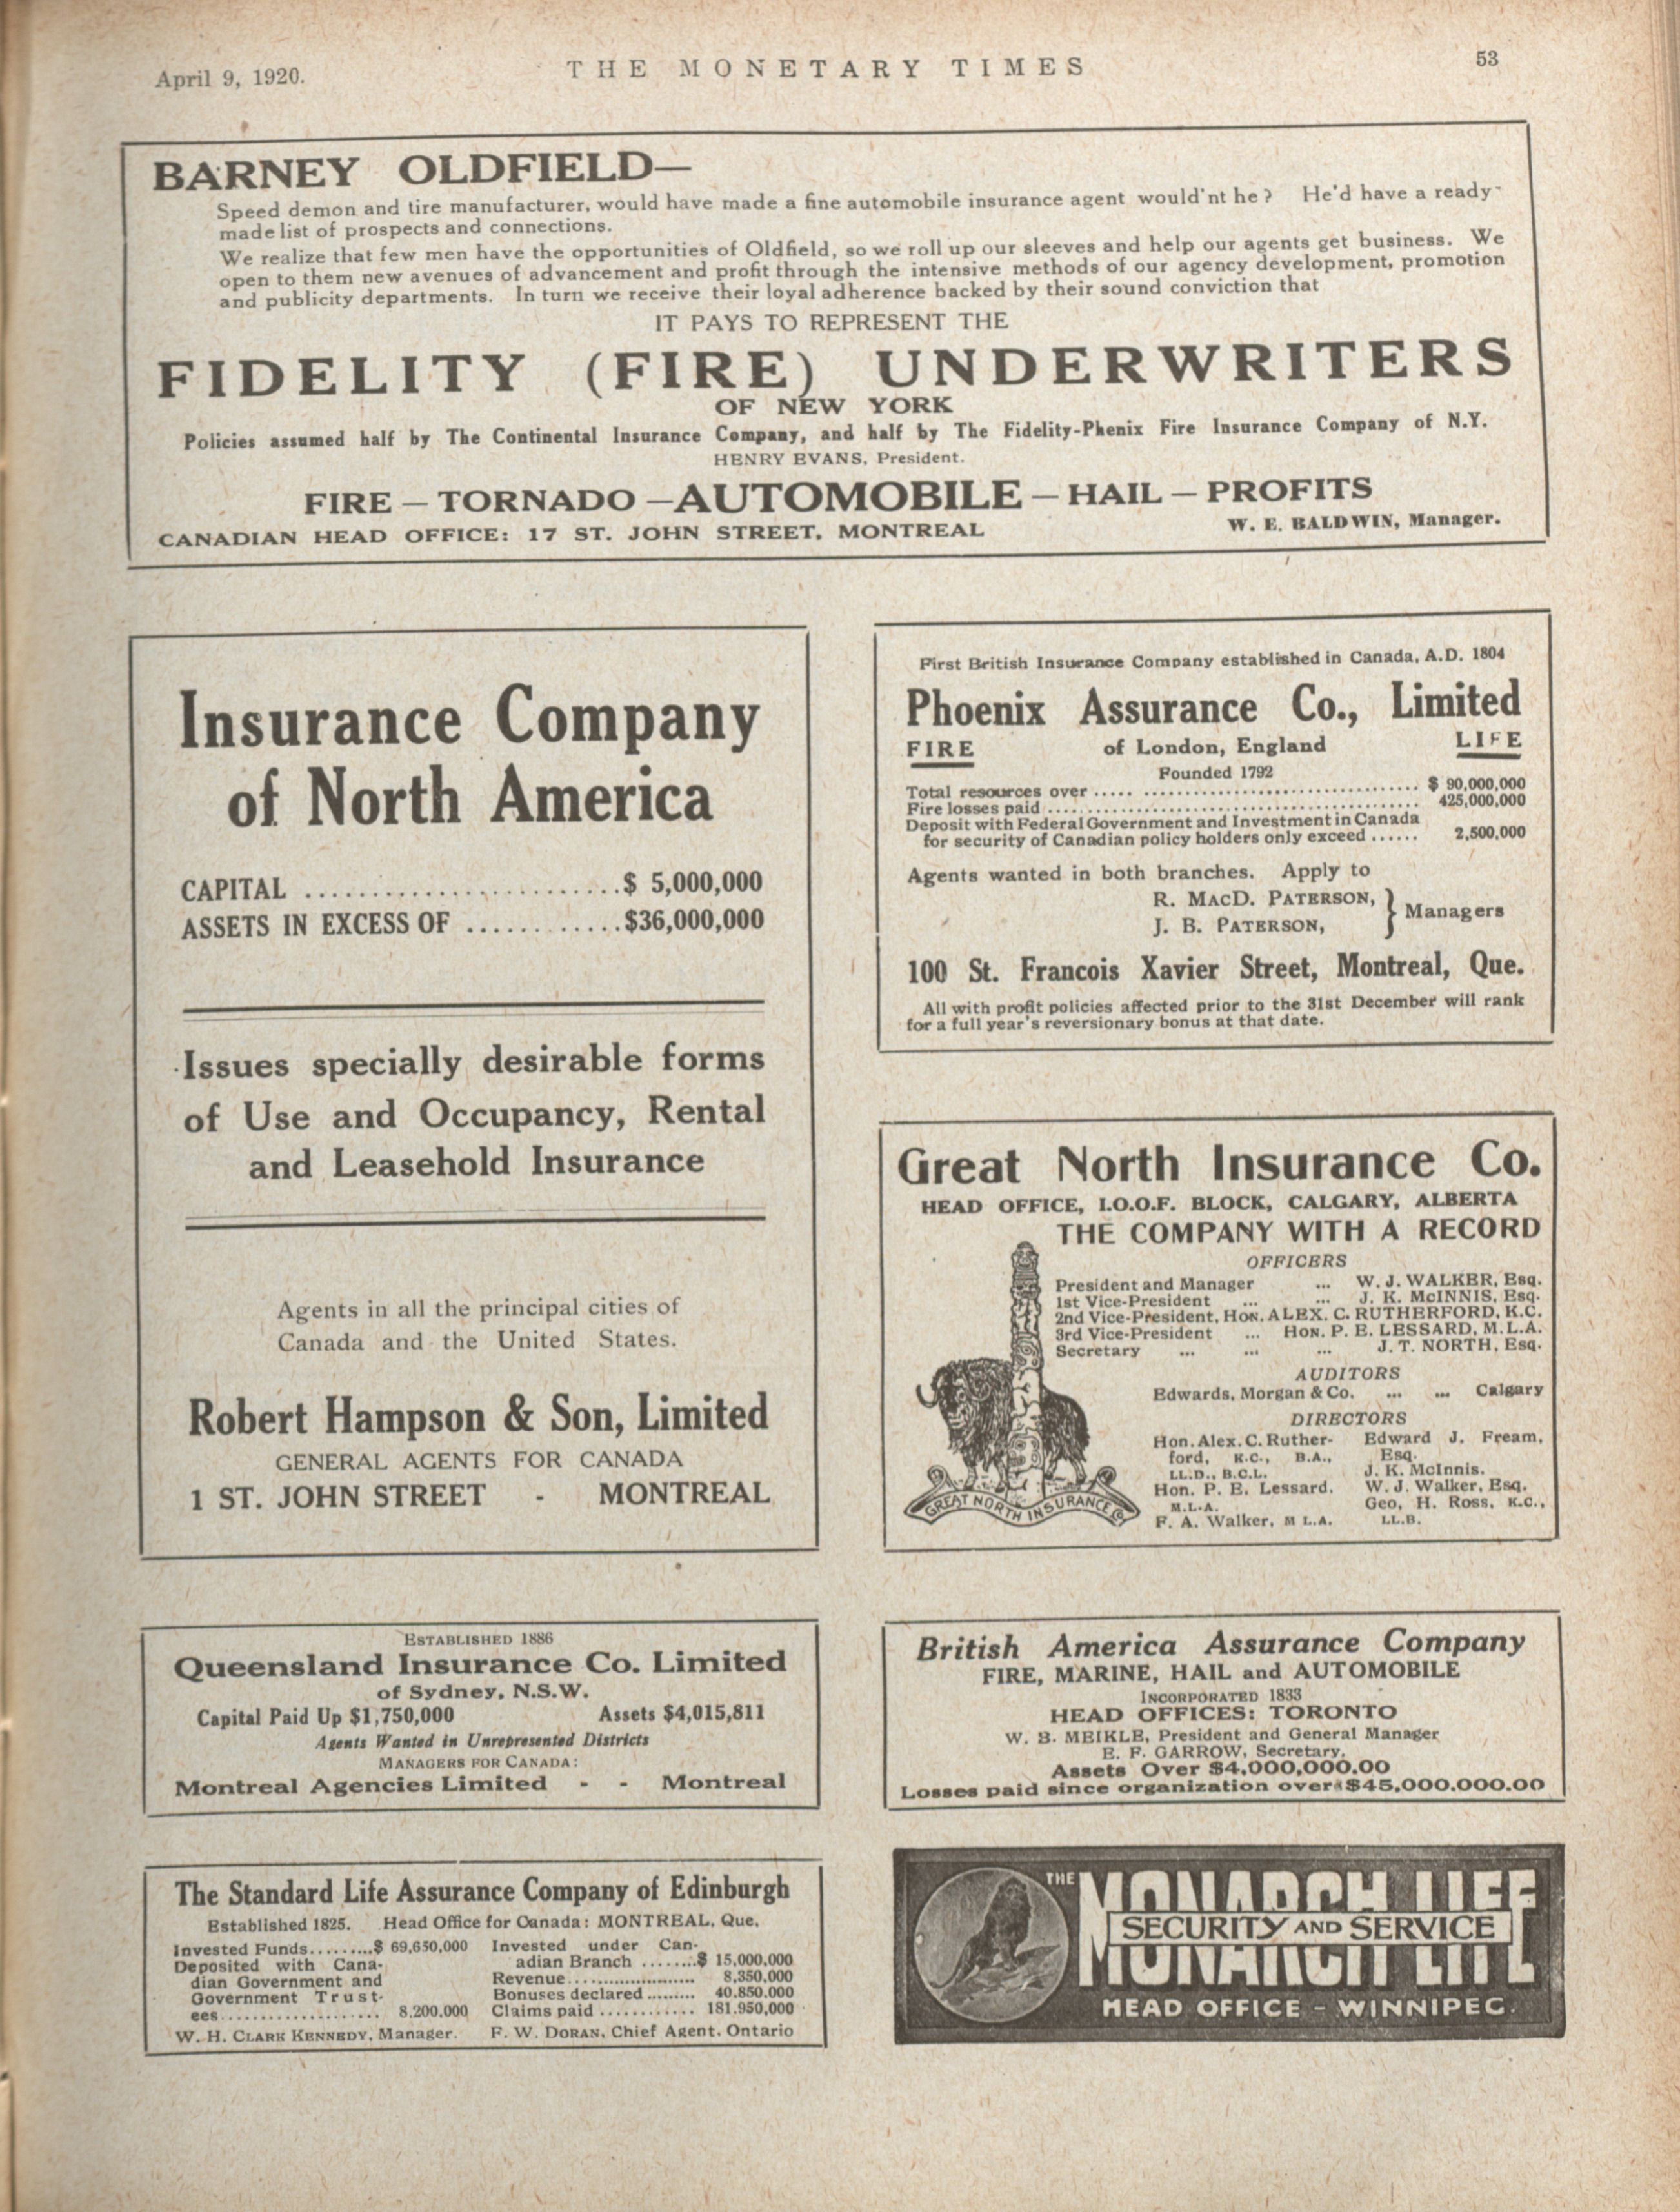 April 9, 1920.
THE MONETARY TIMES
53
BARNEY OLDFIELD—
Speed demon and tire manufacturer, would have made a fine automobile insurance agent would'nt he? He'd have a ready-
made list of prospects and connections.
We realize that few men have the opportunities of Oldfield, so we roll up our sleeves and help our agents get business. We
open to them new avenues of advancement and profit through the intensive methods of our agency development, promotion
and publicity departments. In turn we receive their loyal adherence backed by their sound conviction that
IT PAYS TO REPRESENT THE
FIDELITY (FIRE) UNDERWRITERS
OF NEW YORK
Policies assumed half by The Continental Insurance Company, and half by The Fidelity-Phenix Fire Insurance Company of N.Y.
HENRY EVANS, President.
FIRE — TORNADO — AUTOMOBILE — HAIL — PROFITS
CANADIAN HEAD OFFICE: 17 ST. JOHN STREET, MONTREAL
W. E. BALDWIN, Manager.
Insurance Company
of North America
CAPITAL ........................ $ 5,000,000
ASSETS IN EXCESS OF ............ $36,000,000
Issues specially desirable forms
of Use and Occupancy, Rental
and Leasehold Insurance
Agents in all the principal cities of
Canada and the United States.
Robert Hampson & Son, Limited
GENERAL AGENTS FOR CANADA
1 ST. JOHN STREET - MONTREAL
First British Insurance Company established in Canada, A.D. 1804
Phoenix Assurance Co., Limited
FIRE of London, England LIFE
Founded 1792
Total resources over ..... .................................. $ 90,000,000
Fire losses paid ............................................. 425,000,000
Deposit with Federal Government and Investment in Canada
for security of Canadian policy holders only exceed ...... 2,500,000
Agents wanted in both branches. Apply to
R. MACD. PATERSON, } Managers
J. B. PATERSON,
100 St. Francois Xavier Street, Montreal, Que.
All with profit policies affected prior to the 31st December will rank
for a full year's reversionary bonus at that date.
Great North Insurance Co.
HEAD OFFICE, I.O.O.F. BLOCK, CALGARY, ALBERTA
THE COMPANY WITH A RECORD
OFFICERS
President and Manager ... W. J. WALKER, Esq.
1st Vice-President ... ... J. K. McINNIS, Esq.
2nd Vice-President, HON. ALEX. C. RUTHERFORD, K.C.
3rd Vice-President ... HON. P. E. LESSARD, M.L.A.
Secretary ... ... ... J. T. NORTH, Esq.
AUDITORS
Edwards, Morgan & Co. ... ... Calgary
DIRECTORS
Hon. Alex. C. Ruther-
ford, K.C., B.A.,
LL.D., B.C.L.
Hon. P. E. Lessard,
M.L.A.
F. A. Walker, M L.A.
Edward J. Fream,
Esq.
J. K. McInnis.
W. J. Walker, Esq.
Geo, H. Ross, K.C.,
LL.B.
GREAT NORTH INSURANCE CO
ESTABLISHED 1886
Queensland Insurance Co. Limited
of Sydney, N.S.W.
Capital Paid Up $1,750,000 Assets $4,015,811
Agents Wanted in Unrepresented Districts
MANAGERS FOR CANADA:
Montreal Agencies Limited - - Montreal
British America Assurance Company
FIRE, MARINE, HAIL and AUTOMOBILE
INCORPORATED 1833
HEAD OFFICES: TORONTO
W. B. MEIKLE, President and General Manager
E. F. GARROW, Secretary.
Assets Over $4,000,000.00
Losses paid since organization over $45,000,000.00
The Standard Life Assurance Company of Edinburgh
Established 1825. Head Office for Canada: MONTREAL, Que.
Invested Funds......... $ 69,650,000
Deposited with Cana-
dian Government and
Government Trust-
ees.................... 8,200,000
W. H. CLARK KENNEDY, Manager.
Invested under Can-
adian Branch ........ $ 15,000,000
Revenue..................... 8,350,000
Bonuses declared ......... 40,850,000
Claims paid ............ 181,950,000
F. W. DORAN, Chief Agent, Ontario
THE MONARCH LIFE
SECURITY AND SERVICE
HEAD OFFICE - WINNIPEG.